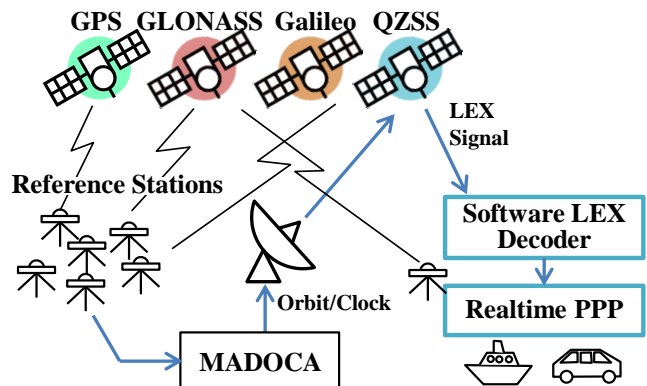 GPS GLONASS Galileo QZSS
LEX
Signal
Reference Stations
Software LEX
Decoder
Orbit/Clock
Realtime PPP
MADOCA